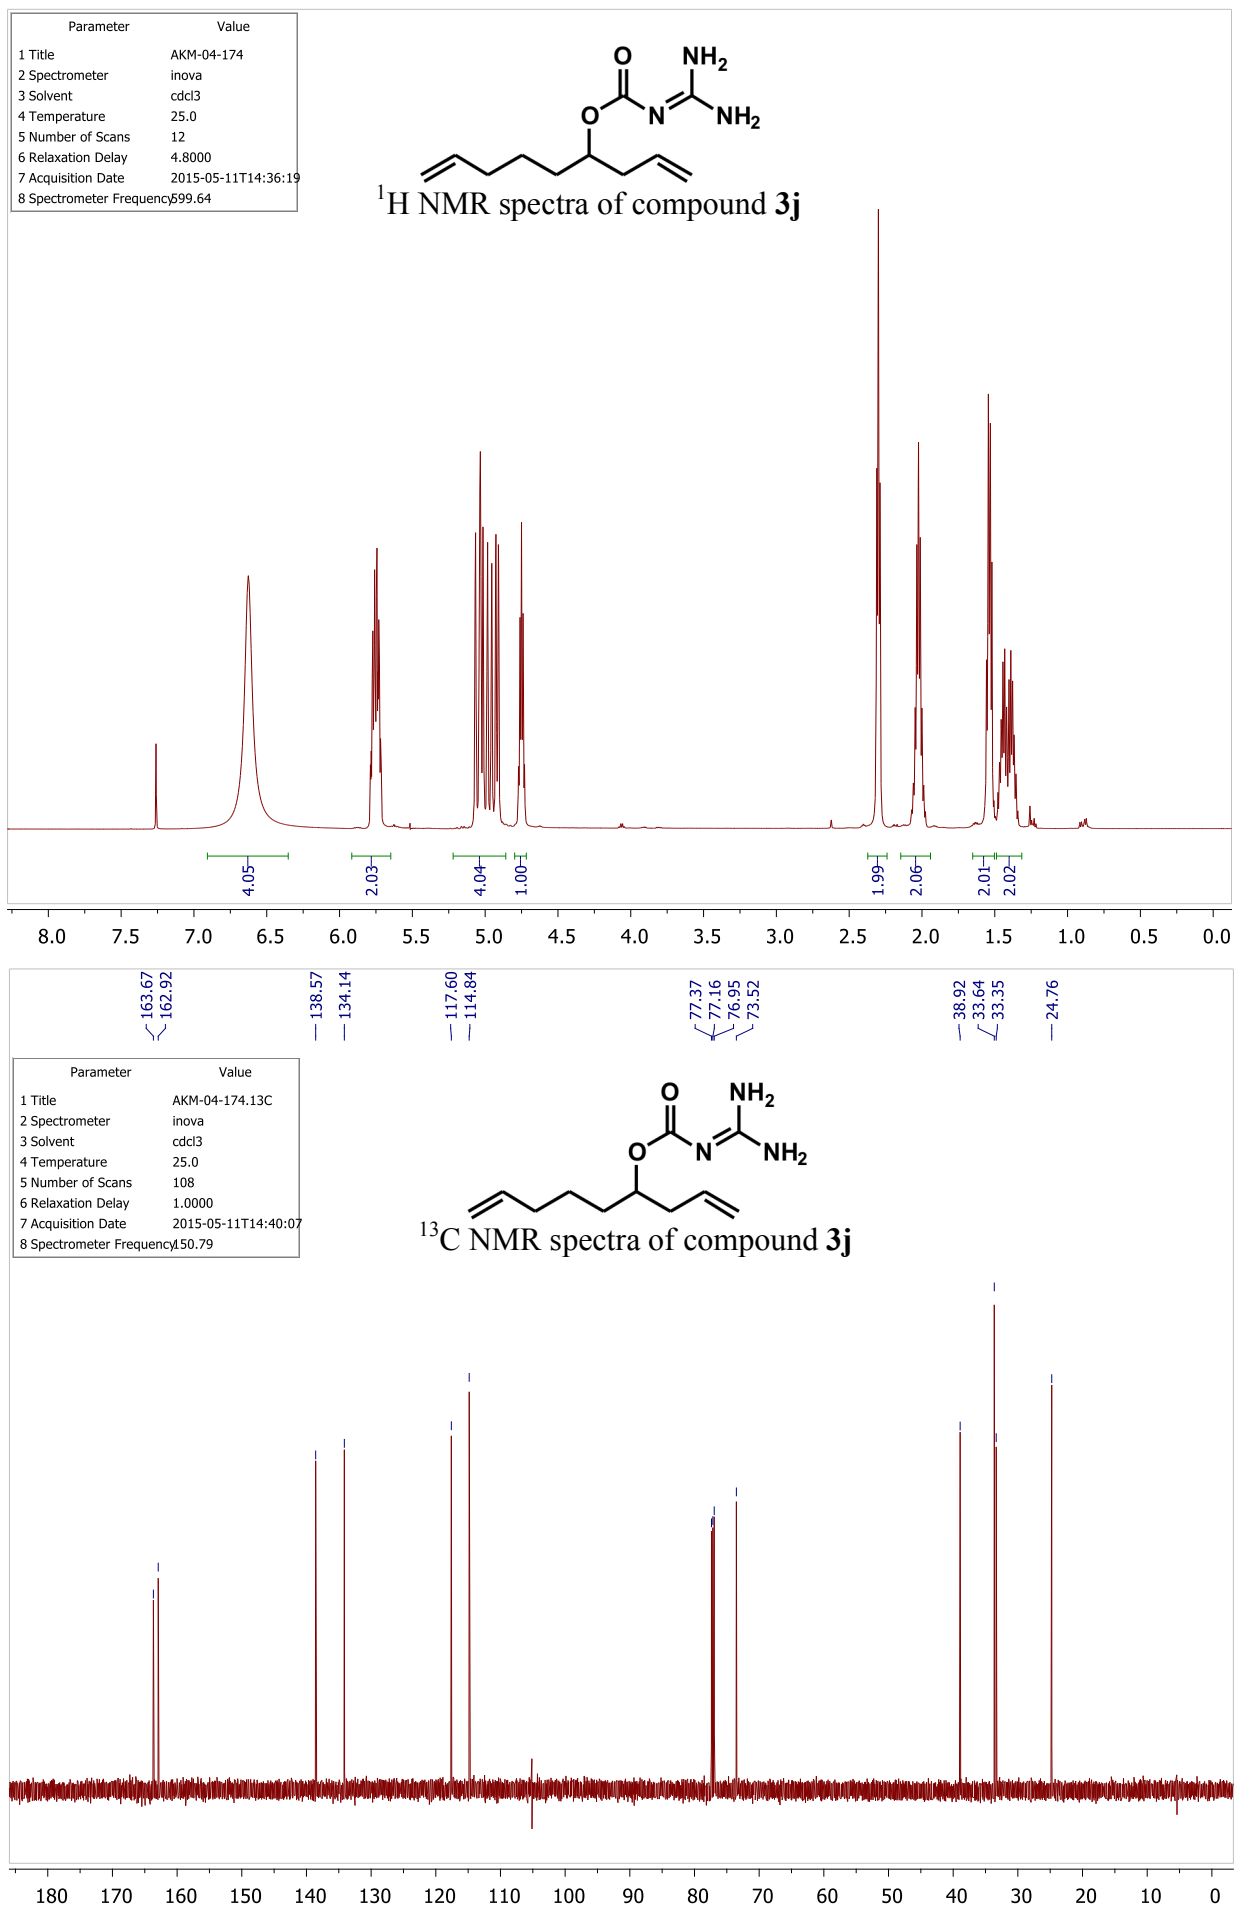 Parameter Value
1 Title AKM-04-174
2 Spectrometer inova
3 Solvent cdcl3
4 Temperature 25.0
5 Number of Scans 12
6 Relaxation Delay 4.8000
7 Acquisition Date 2015-05-11T14:36:19
8 Spectrometer Frequency 599.64
O NH2
O N NH2
1H NMR spectra of compound 3j
4.05 2.03 4.04 1.00 1.99 2.06 2.01 2.02
8.0 7.5 7.0 6.5 6.0 5.5 5.0 4.5 4.0 3.5 3.0 2.5 2.0 1.5 1.0 0.5 0.0
163.67 162.92 138.57 134.14 117.60 114.84 77.37 77.16 76.95 73.52 38.92 33.64 33.35 24.76
Parameter Value
1 Title AKM-04-174.13C
2 Spectrometer inova
3 Solvent cdcl3
4 Temperature 25.0
5 Number of Scans 108
6 Relaxation Delay 1.0000
7 Acquisition Date 2015-05-11T14:40:07
8 Spectrometer Frequency 150.79
O NH2
O N NH2
13C NMR spectra of compound 3j
180 170 160 150 140 130 120 110 100 90 80 70 60 50 40 30 20 10 0